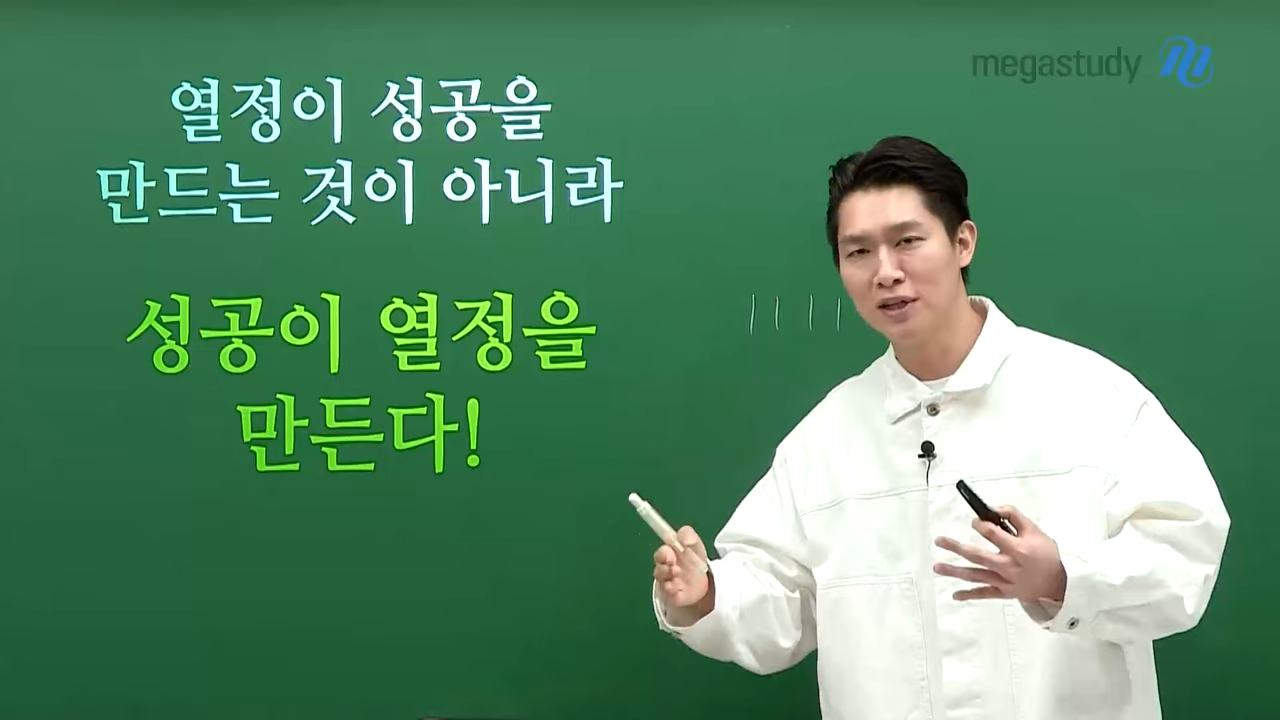 megastudy
열정이 성공을
만드는 것이 아니라
성공이 열정을
만든다!